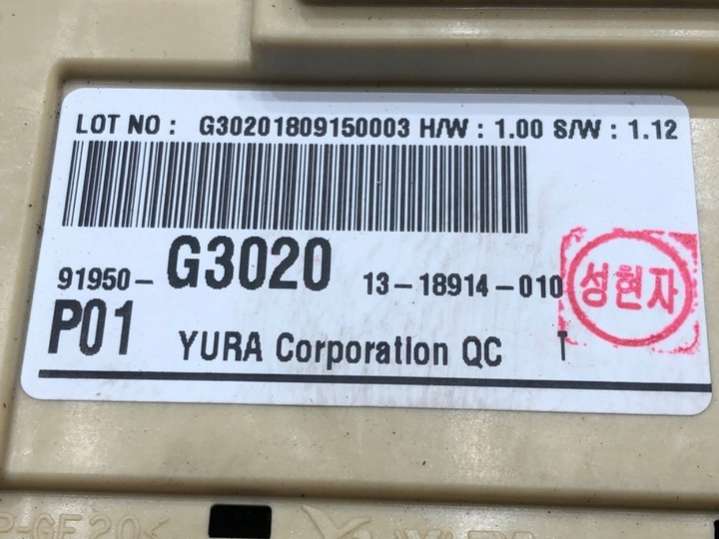 LOT NO : G30201809150003 H/W : 1.00 S/W : 1.12
91950- G3020 13-18914-010
성현자
P01 YURA Corporation QC T
P-GF20<